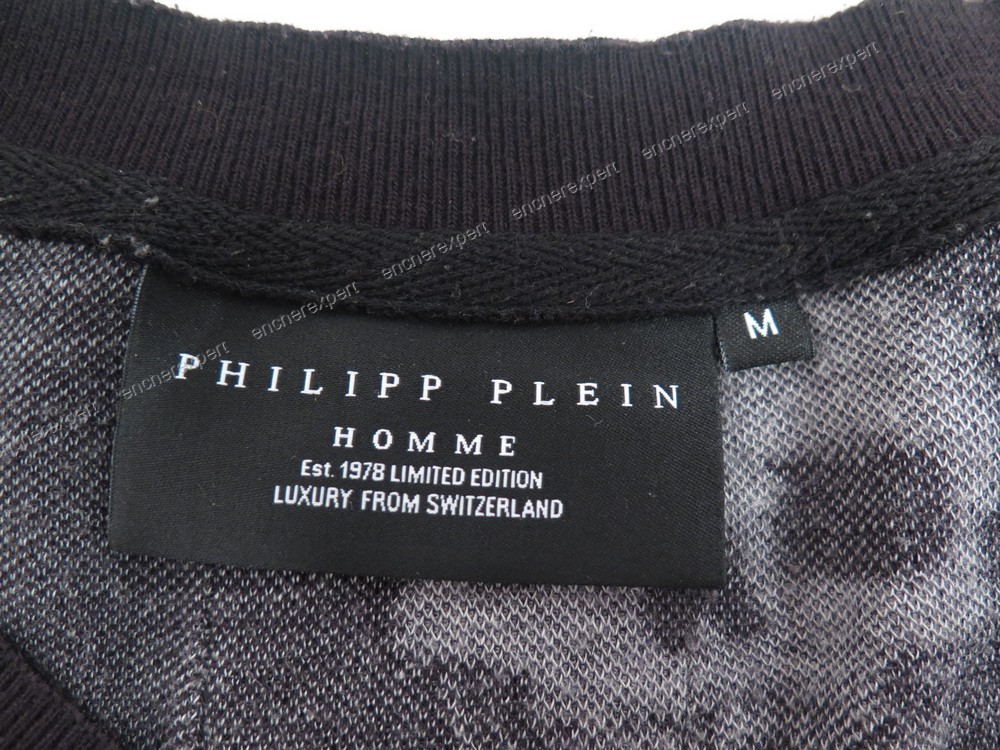 PHILIPP PLEIN
HOMME
Est. 1978 LIMITED EDITION
LUXURY FROM SWITZERLAND
M
encherexpert encherexpert encherexpert encherexpert encherexpert encherexpert